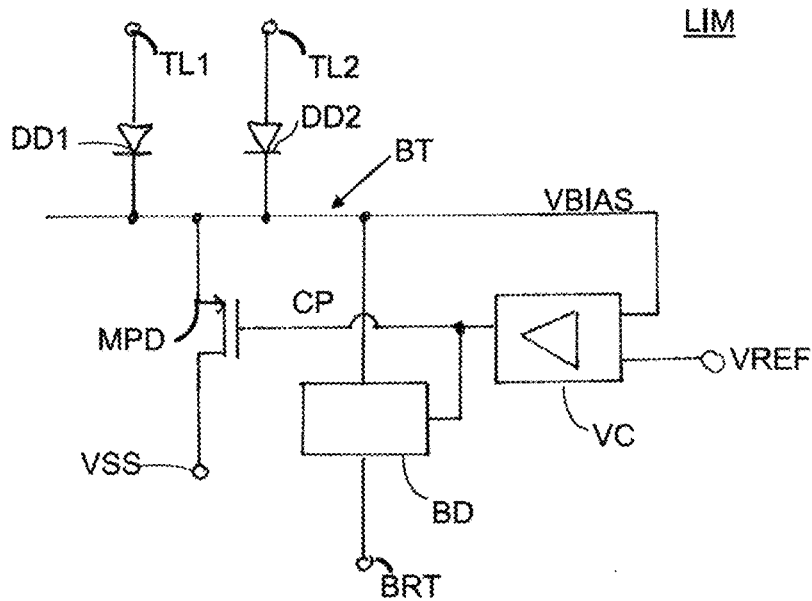 LIM
TL1
TL2
DD1
DD2
BT
VBIAS
CP
MPD
VREF
VC
VSS
BD
BRT